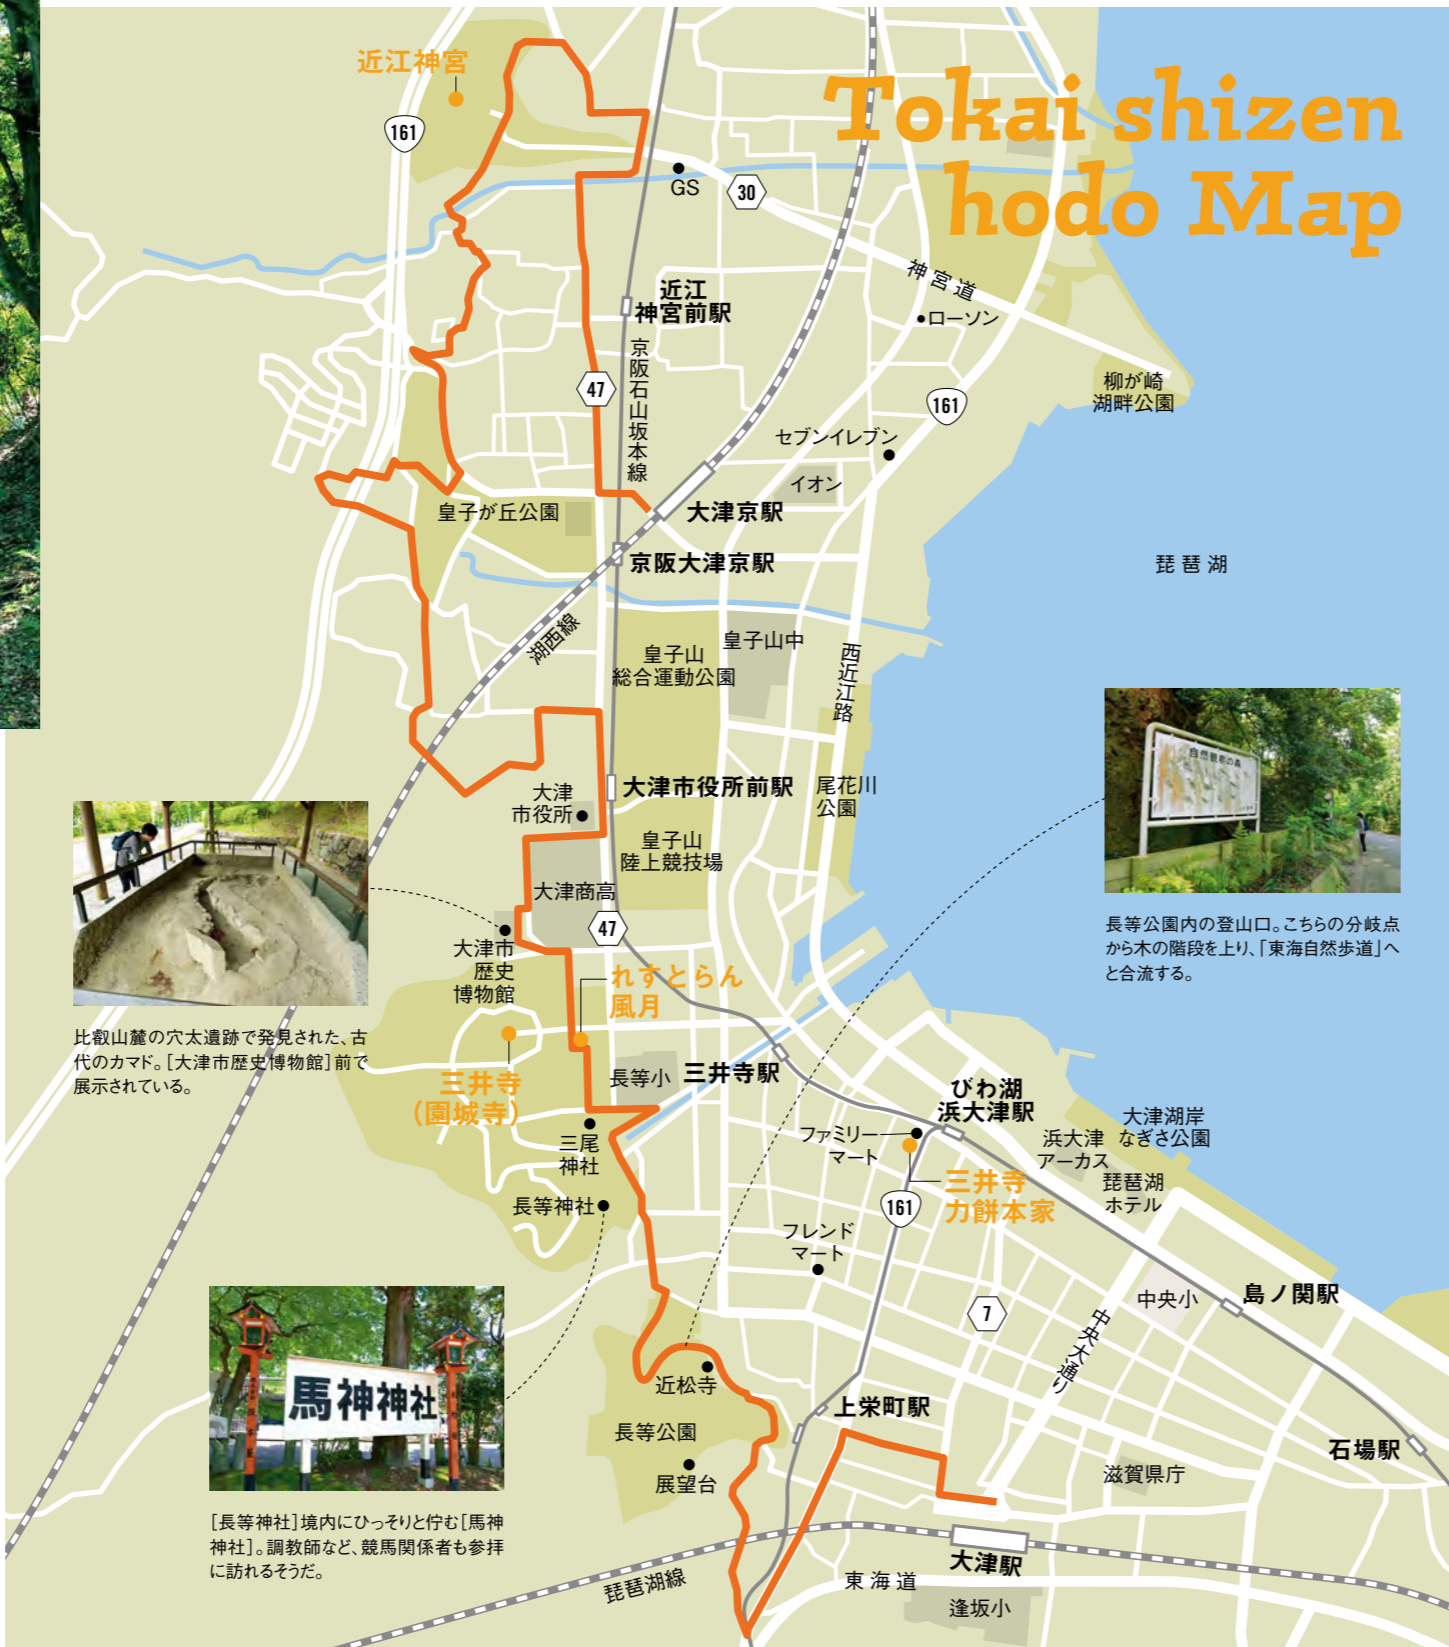 Tokai shizen
hodo Map
近江神宮
161
GS
30
神宮道
近江
神宮前駅
ローソン
京阪石山坂本線
47
柳が崎
湖畔公園
161
セブンイレブン
イオン
皇子が丘公園
大津京駅
京阪大津京駅
琵琶湖
湖西線
皇子山
総合運動公園
皇子山中
西近江路
大津市役所前駅
尾花川
公園
大津
市役所
皇子山
陸上競技場
大津商高
47
大津市
歴史
博物館
れすとらん
風月
自然観察の森
長等公園内の登山口。こちらの分岐点
から木の階段を上り、「東海自然歩道」へ
と合流する。
比叡山麓の穴太遺跡で発見された、古
代のカマド。[大津市歴史博物館]前で
展示されている。
三井寺
(園城寺)
長等小
三井寺駅
びわ湖
浜大津駅
三尾
神社
ファミリー
マート
浜大津
アーカス
大津湖岸
なぎさ公園
琵琶湖
ホテル
長等神社
三井寺
力餅本家
161
フレンド
マート
7
中央小
島ノ関駅
中央大通り
馬神神社
[長等神社]境内にひっそりと佇む[馬神
神社]。調教師など、競馬関係者も参拝
に訪れるそうだ。
近松寺
長等公園
展望台
上栄町駅
石場駅
滋賀県庁
大津駅
琵琶湖線
東海道
逢坂小